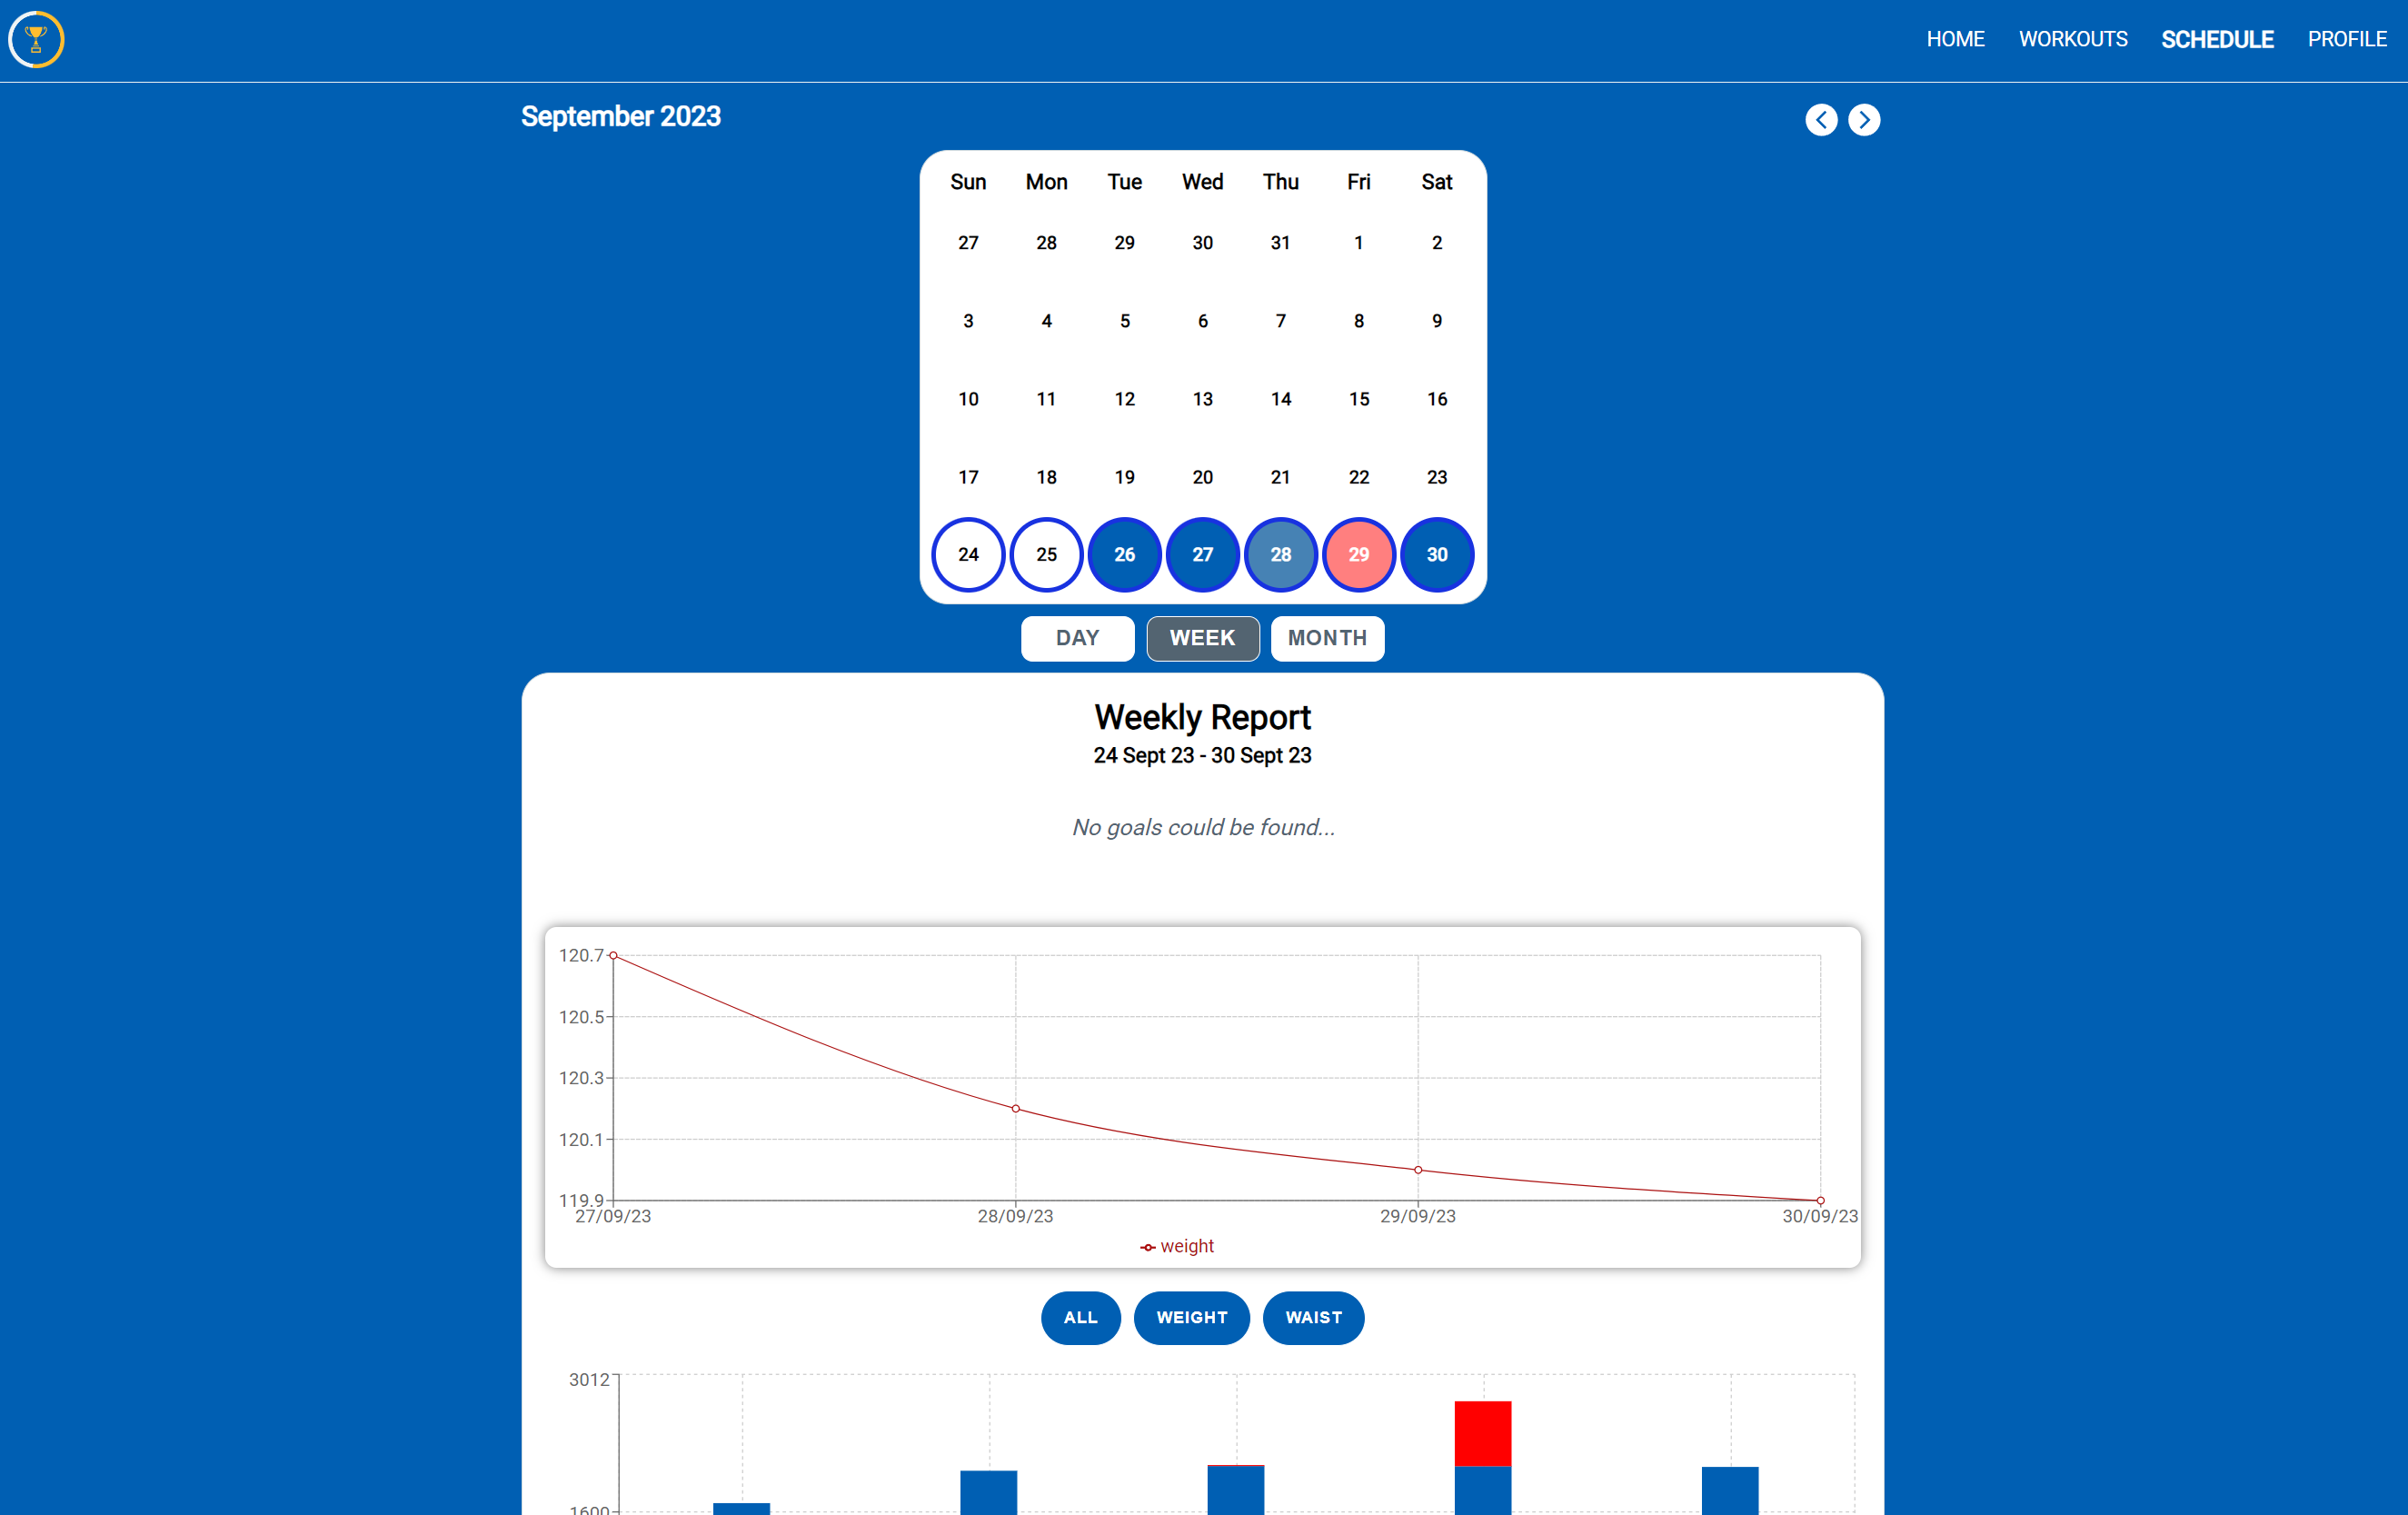 HOME WORKOUTS SCHEDULE PROFILE
September 2023
Sun Mon Tue Wed Thu Fri Sat
27 28 29 30 31 1 2
3 4 5 6 7 8 9
10 11 12 13 14 15 16
17 18 19 20 21 22 23
24 25 26 27 28 29 30
DAY WEEK MONTH
Weekly Report
24 Sept 23 - 30 Sept 23
No goals could be found...
120.7
120.5
120.3
120.1
119.9
27/09/23 28/09/23 29/09/23 30/09/23
weight
ALL WEIGHT WAIST
3012
1600